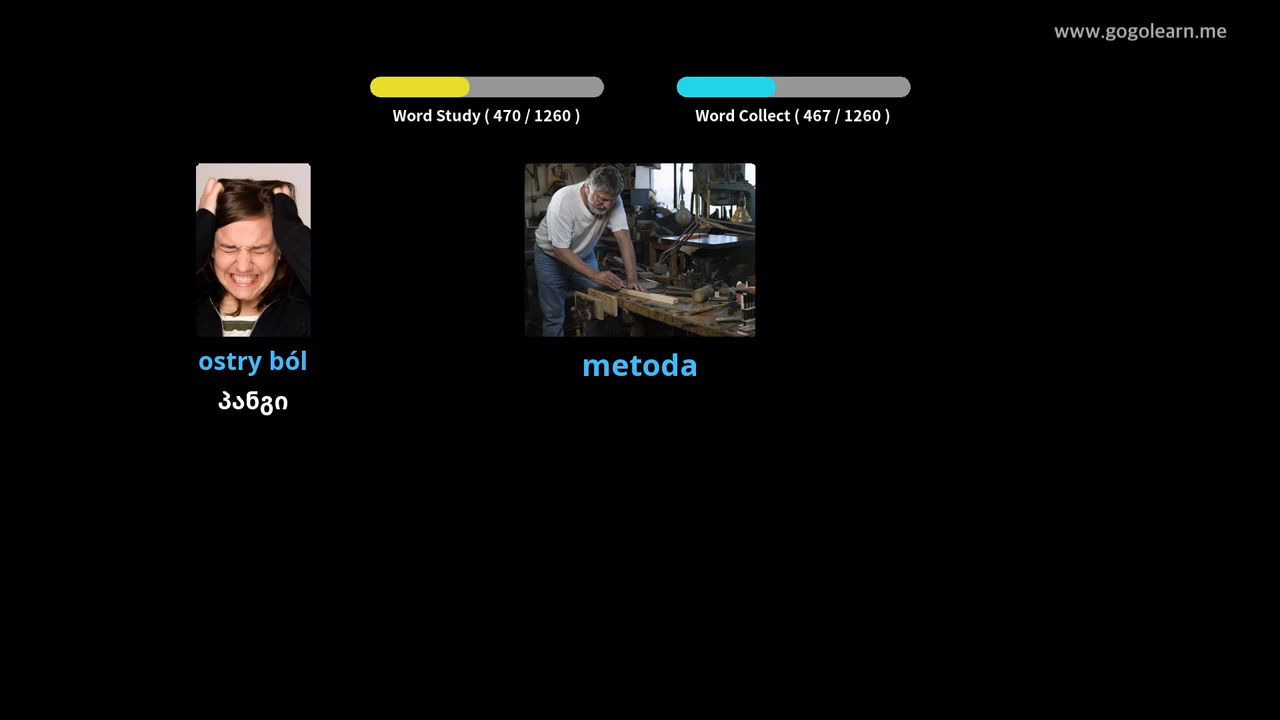 www.gogolearn.me
Word Study ( 470 / 1260 )
Word Collect ( 467 / 1260 )
ostry ból
პანგი
metoda